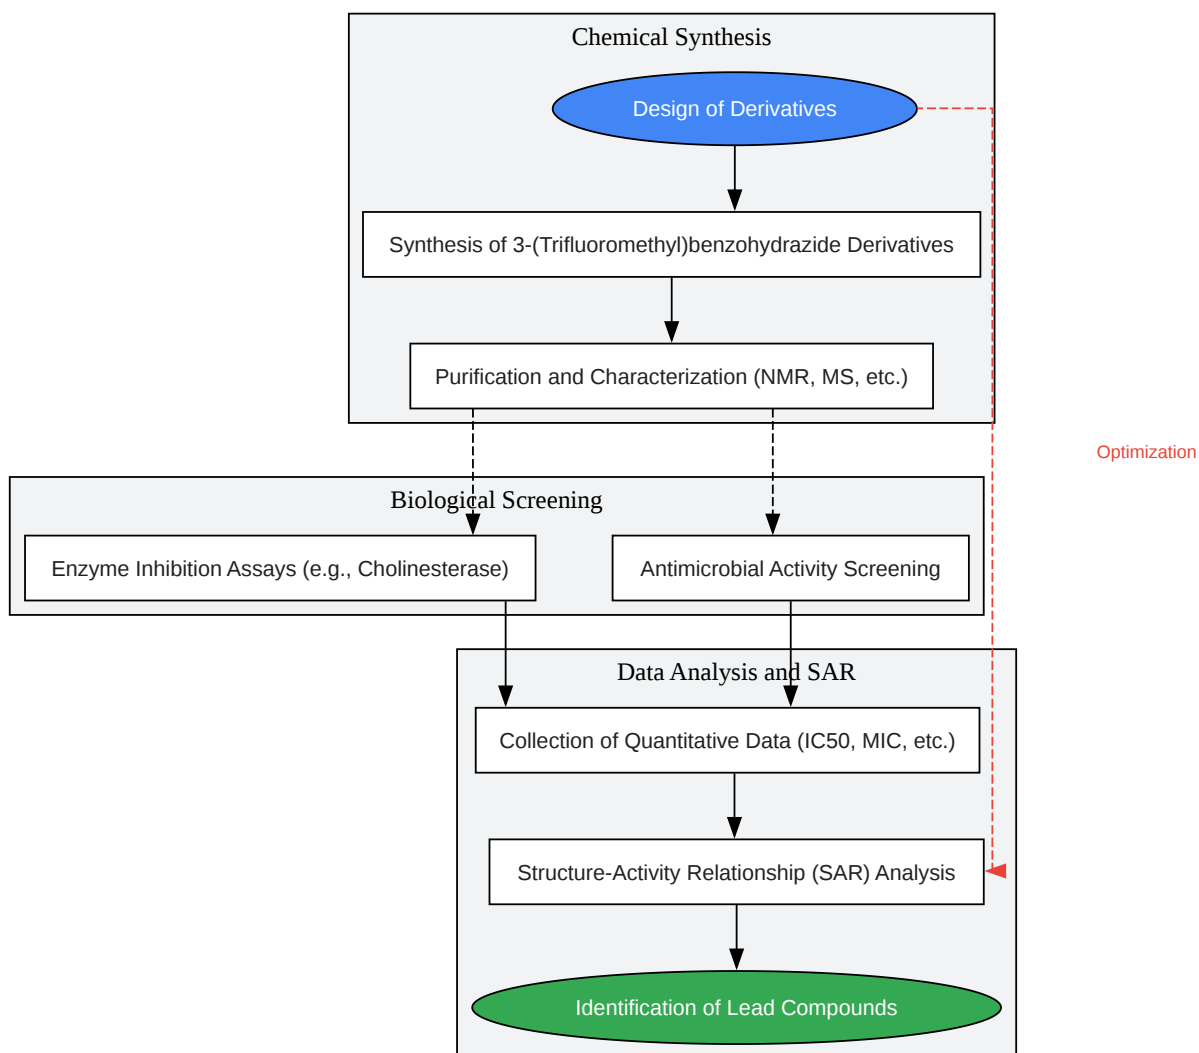 Chemical Synthesis
Design of Derivatives
Synthesis of 3-(Trifluoromethyl)benzohydrazide Derivatives
Purification and Characterization (NMR, MS, etc.)
Optimization
Biological Screening
Enzyme Inhibition Assays (e.g., Cholinesterase)
Antimicrobial Activity Screening
Data Analysis and SAR
Collection of Quantitative Data (IC50, MIC, etc.)
Structure-Activity Relationship (SAR) Analysis
Identification of Lead Compounds